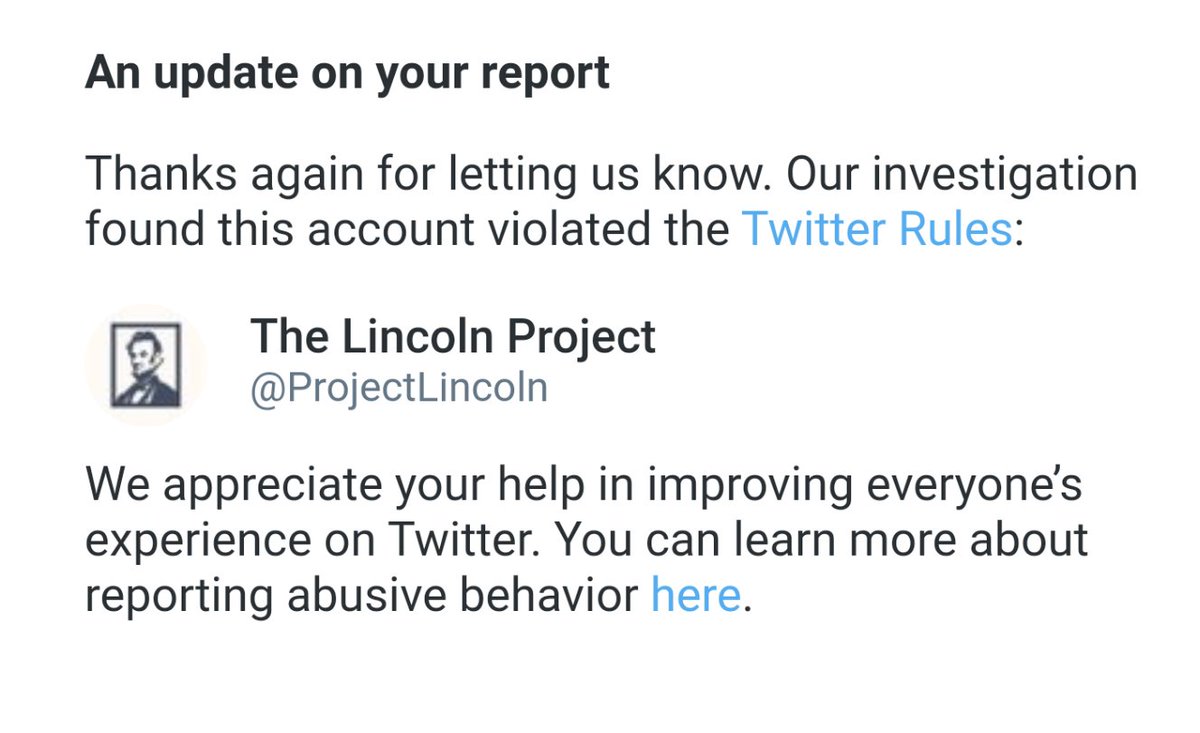 An update on your report
Thanks again for letting us know. Our investigation
found this account violated the Twitter Rules:
The Lincoln Project
@ProjectLincoln
We appreciate your help in improving everyone’s
experience on Twitter. You can learn more about
reporting abusive behavior here.